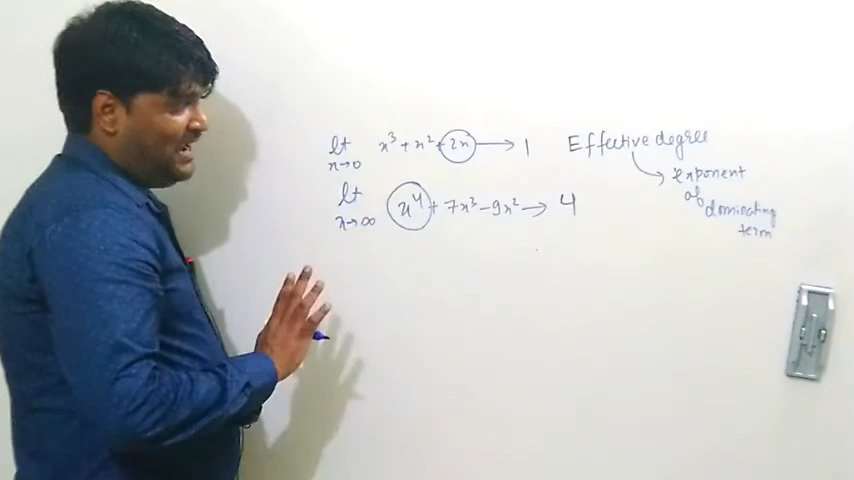 lt x→0 x³ + x² + 2x → 1
lt x→∞ x⁴ + 7x³ - 9x² → 4
Effective degree
exponent
of
dominating
term